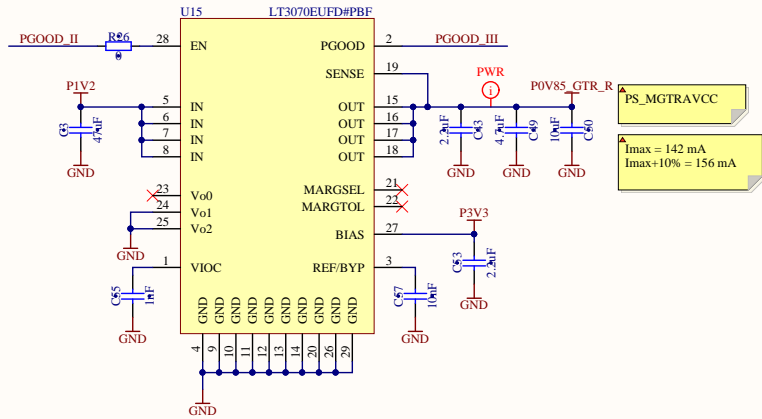 U15 LT3070EUFD#PBF
PGOOD_II R26 0 28 EN PGOOD 2 PGOOD_III
SENSE 19
PWR
P1V2 5 IN OUT 15 P0V85_GTR_R
6 IN OUT 16
7 IN OUT 17
8 IN OUT 18
C3 47uF
GND
2.2uF C43
4.7uF C49
10uF C50
GND GND GND
PS_MGTRAVCC
Imax = 142 mA
Imax+10% = 156 mA
23 Vo0 MARGSEL 21
24 Vo1 MARGTOL 22
25 Vo2 BIAS 27 P3V3
GND
1 VIOC REF/BYP 3
C53 2.2uF
GND
C55 1nF
GND
C57 10nF
GND
GND GND GND GND GND GND GND GND GND GND
4 9 10 11 12 13 14 20 26 29
GND